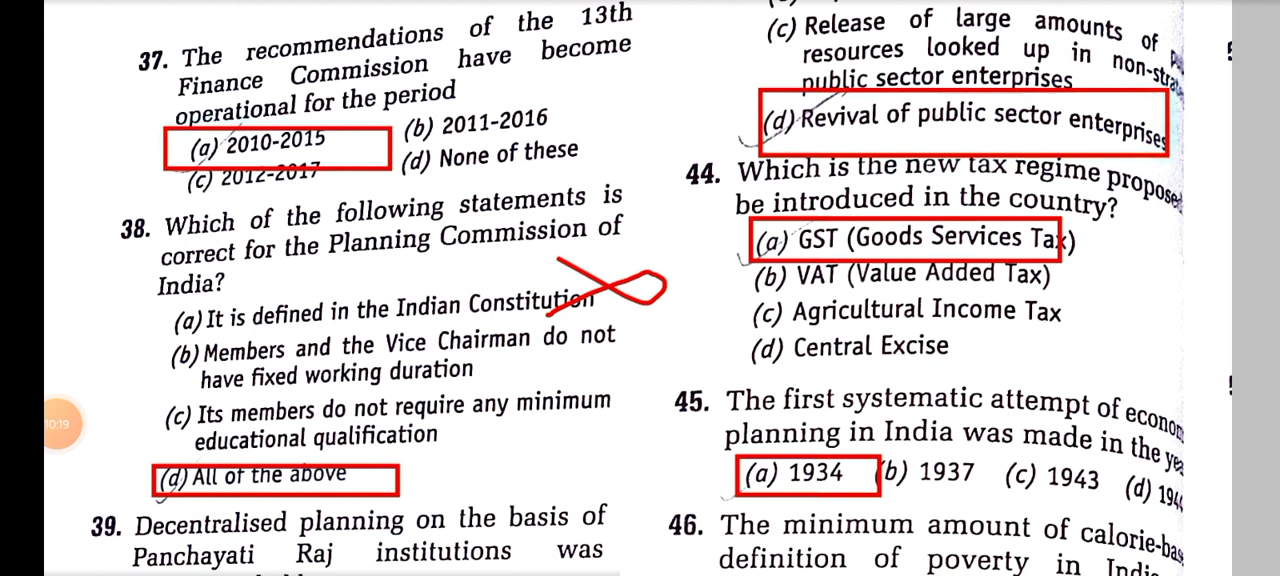 37. The recommendations of the 13th
Finance Commission have become
operational for the period
(a) 2010-2015 (b) 2011-2016
(c) 2012-2017 (d) None of these
38. Which of the following statements is
correct for the Planning Commission of
India?
(a) It is defined in the Indian Constitution
(b) Members and the Vice Chairman do not
have fixed working duration
(c) Its members do not require any minimum
educational qualification
(d) All of the above
39. Decentralised planning on the basis of
Panchayati Raj institutions was
10:19
(c) Release of large amounts of
resources looked up in
public sector enterprises
(d) Revival of public sector enterprises
44. Which is the new tax regime
be introduced in the country?
(a) GST (Goods Services Tax)
(b) VAT (Value Added Tax)
(c) Agricultural Income Tax
(d) Central Excise
45. The first systematic attempt of
planning in India was made in the
(a) 1934 (b) 1937 (c) 1943 (d)
46. The minimum amount of
definition of poverty in